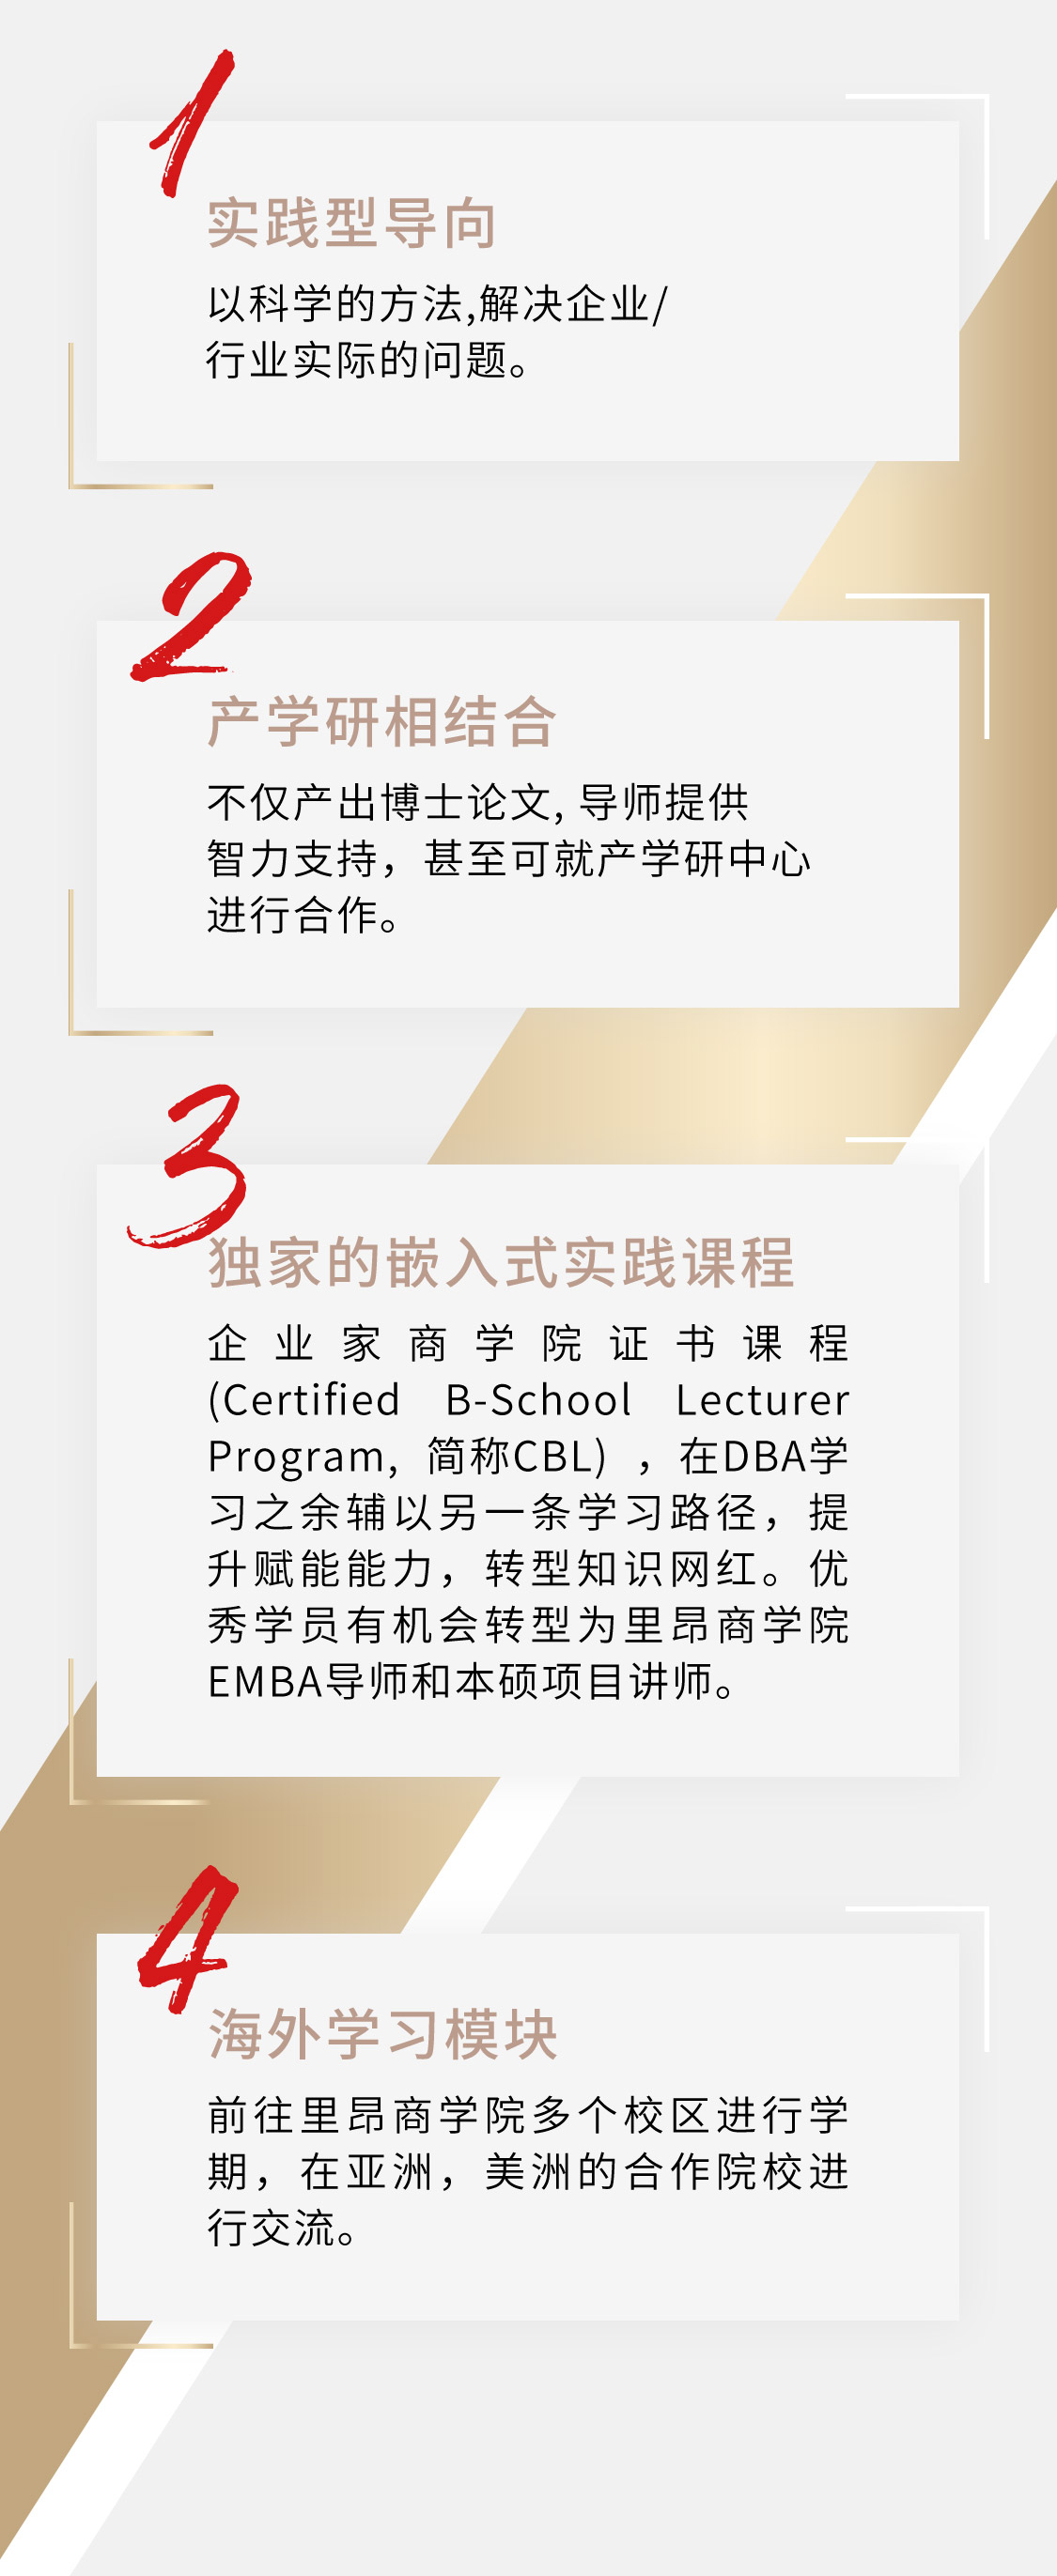 1
实践型导向
以科学的方法,解决企业/
行业实际的问题。
2
产学研相结合
不仅产出博士论文, 导师提供
智力支持，甚至可就产学研中心
进行合作。
3
独家的嵌入式实践课程
企业家商学院证书课程
(Certified B-School Lecturer
Program, 简称CBL) ，在DBA学
习之余辅以另一条学习路径，提
升赋能能力，转型知识网红。优
秀学员有机会转型为里昂商学院
EMBA导师和本硕项目讲师。
4
海外学习模块
前往里昂商学院多个校区进行学
期，在亚洲，美洲的合作院校进
行交流。